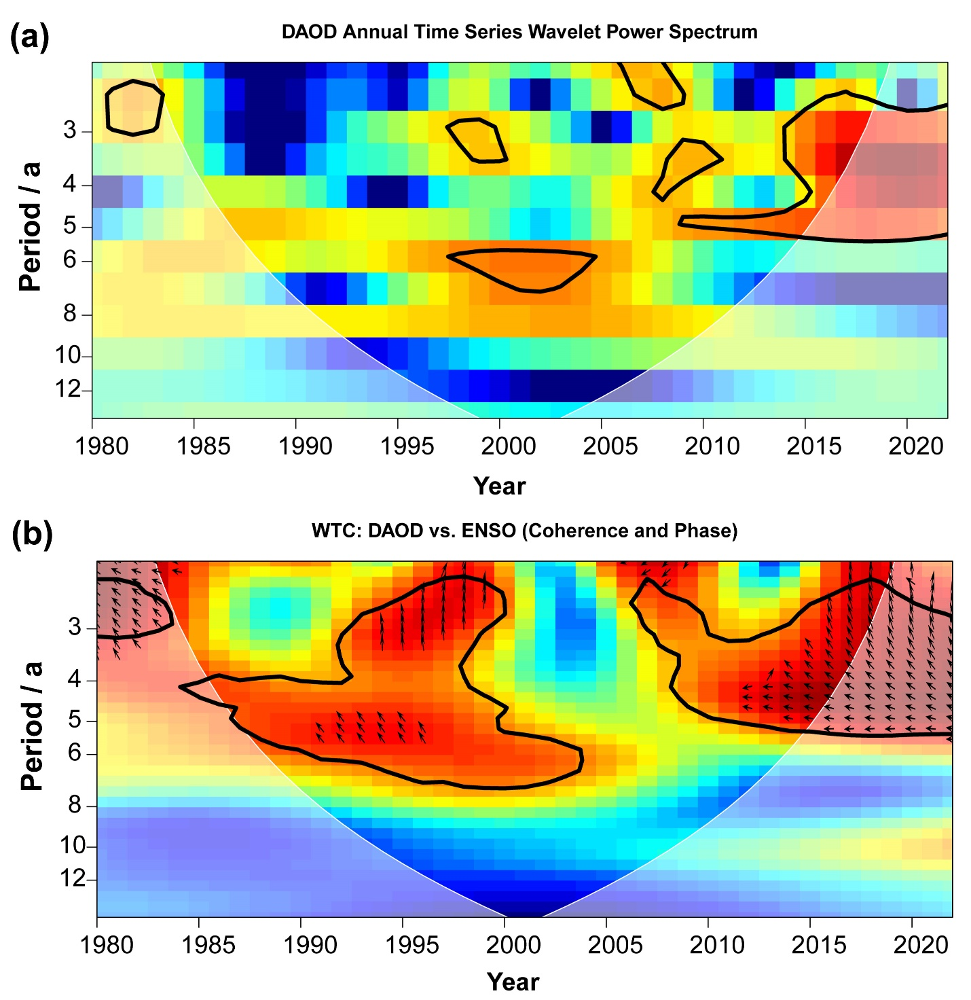 (a)
DAOD Annual Time Series Wavelet Power Spectrum
Period / a
3
4
5
6
8
10
12
1980 1985 1990 1995 2000 2005 2010 2015 2020
Year
(b)
WTC: DAOD vs. ENSO (Coherence and Phase)
Period / a
3
4
5
6
8
10
12
1980 1985 1990 1995 2000 2005 2010 2015 2020
Year